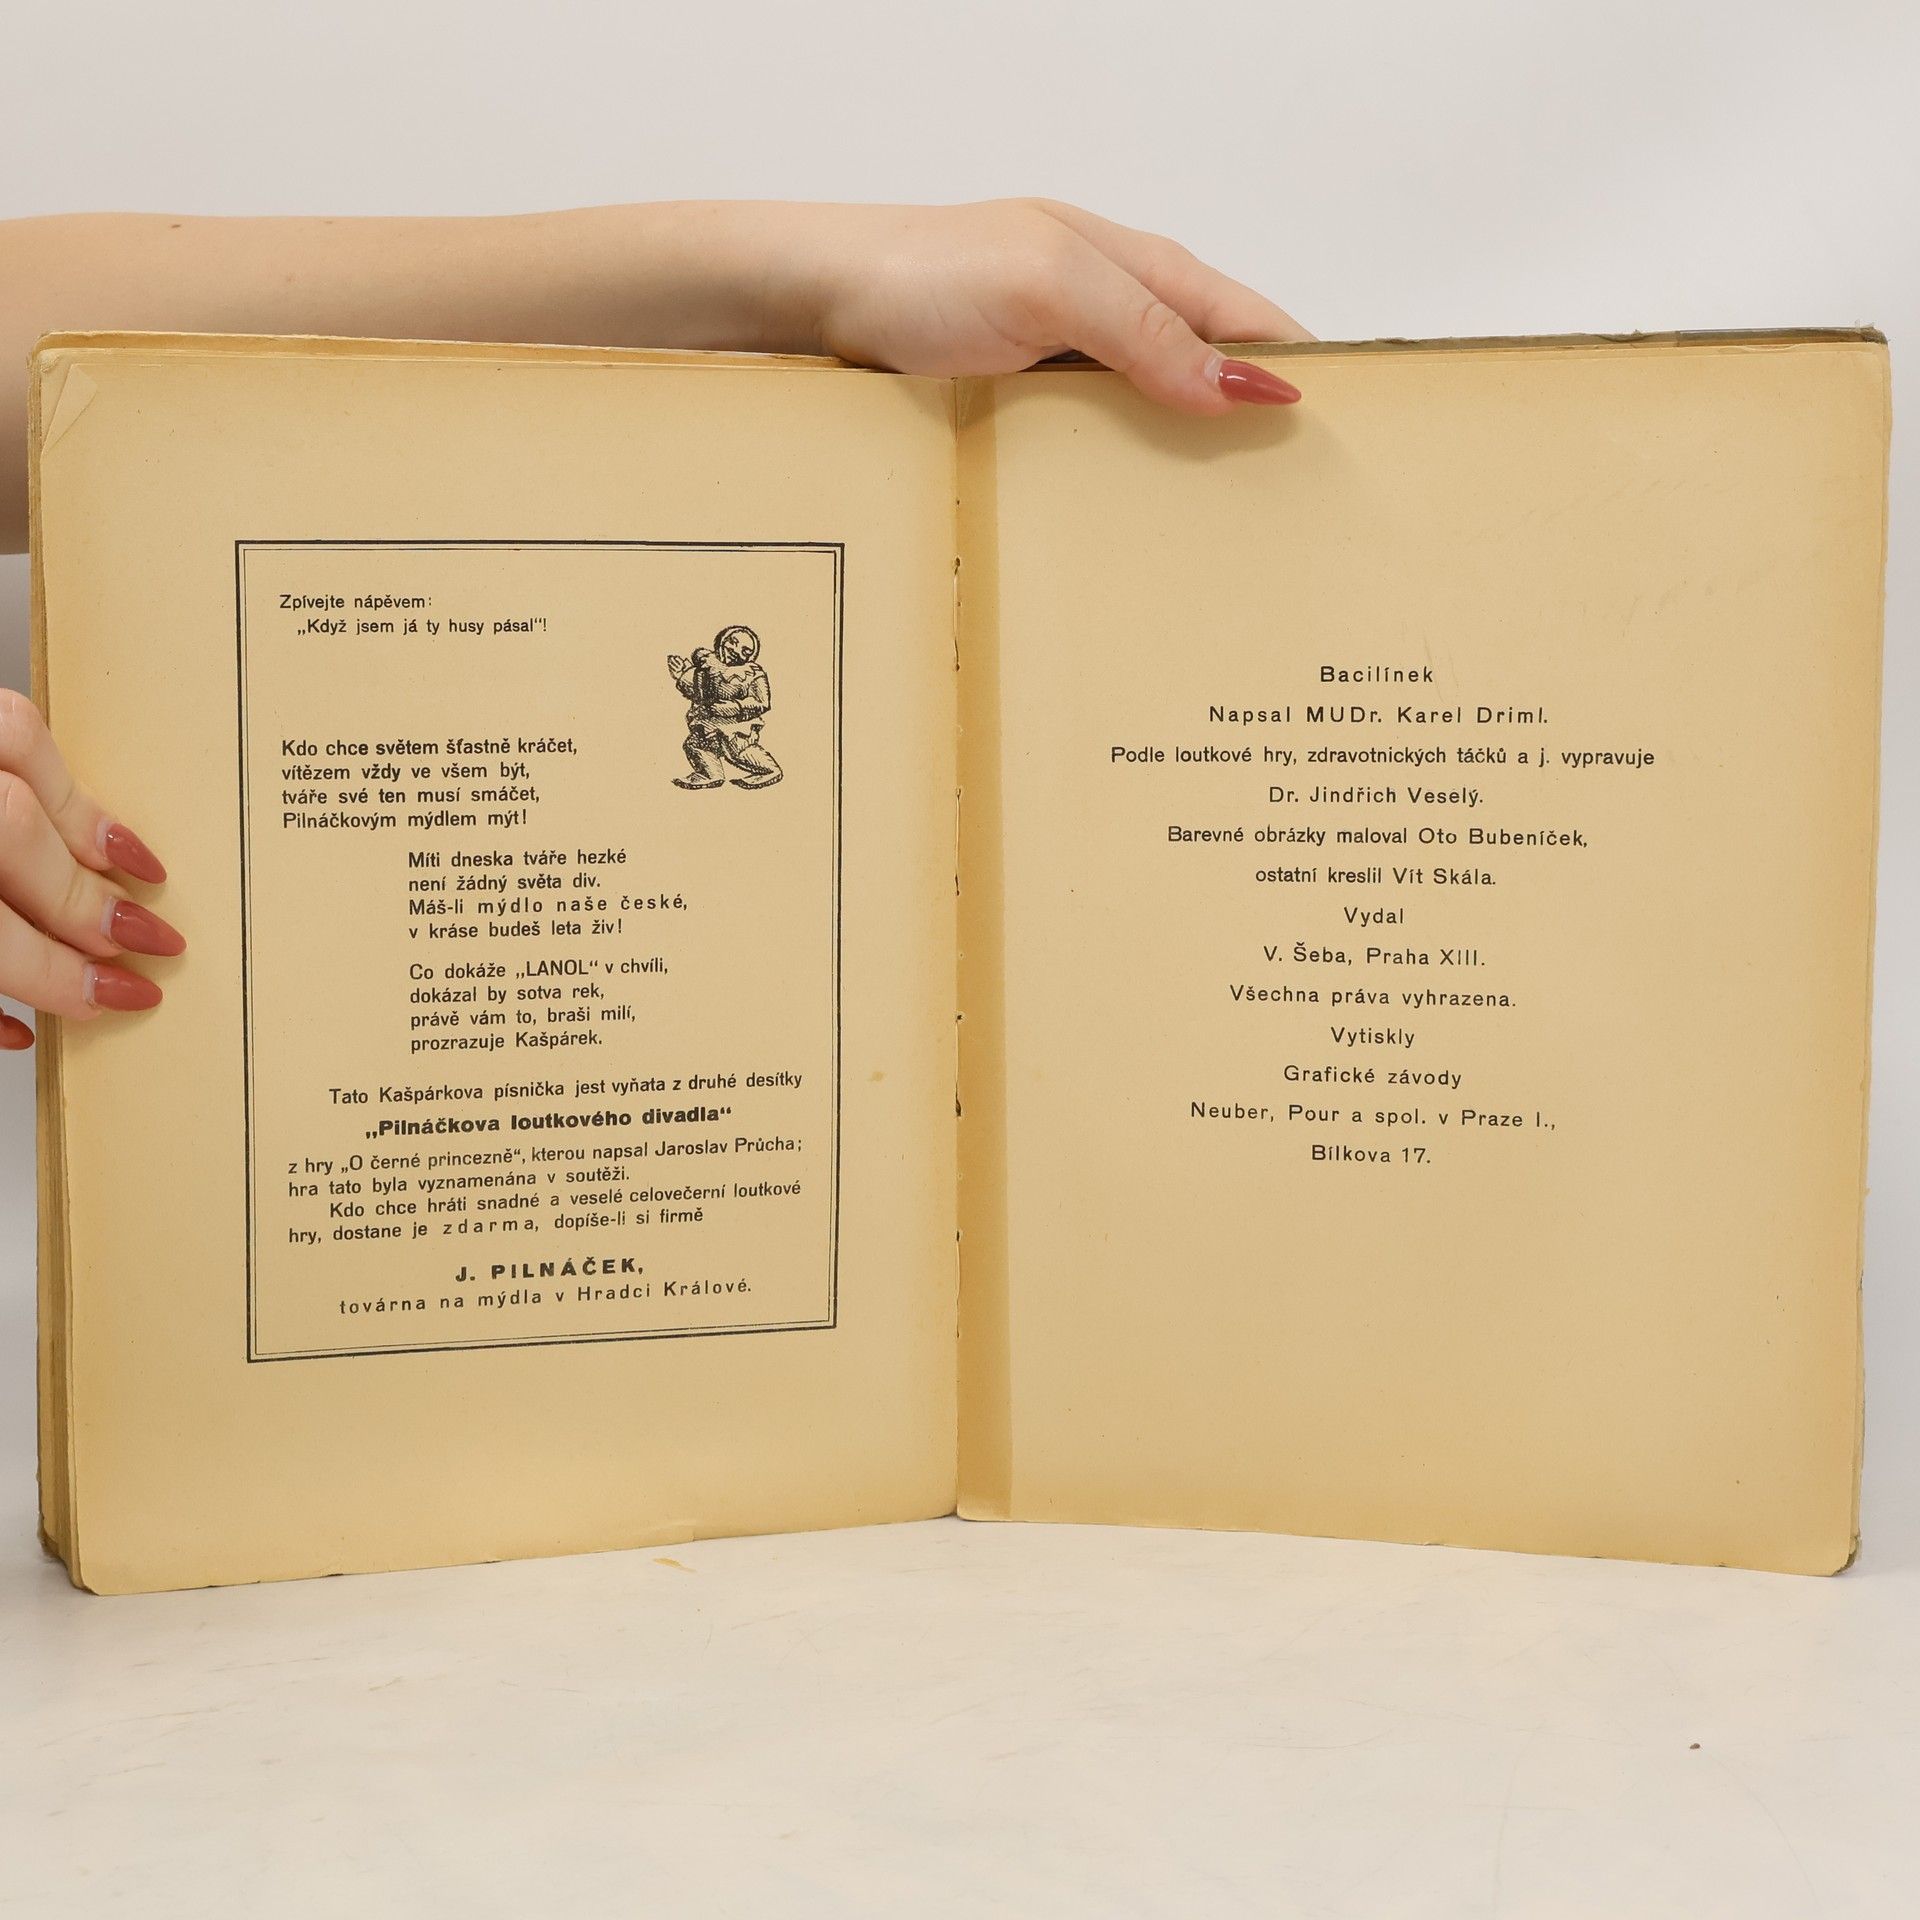 Zpívejte nápěvem:
„Když jsem já ty husy pásal“!
Kdo chce světem šťastně kráčet,
vítězem vždy ve všem být,
tváře své ten musí smáčet,
Pilnáčkovým mýdlem mýt!
Míti dneska tváře hezké
není žádný světa div.
Máš-li mýdlo naše české,
v kráse budeš leta živ!
Co dokáže „LANOL“ v chvíli,
dokázal by sotva rek,
právě vám to, braši milí,
prozrazuje Kašpárek.
Tato Kašpárkova písnička jest vyňata z druhé desítky
„Pilnáčkova loutkového divadla“
z hry „O černé princezně“, kterou napsal Jaroslav Průcha;
hra tato byla vyznamenána v soutěži.
Kdo chce hráti snadné a veselé celovečerní loutkové
hry, dostane je zdarma, dopíše-li si firmě
J. PILNÁČEK,
továrna na mýdla v Hradci Králové.
Bacilínek
Napsal MUDr. Karel Driml.
Podle loutkové hry, zdravotnických táčků a j. vypravuje
Dr. Jindřich Veselý.
Barevné obrázky maloval Oto Bubeníček,
ostatní kreslil Vít Skála.
Vydal
V. Šeba, Praha XIII.
Všechna práva vyhrazena.
Vytiskly
Grafické závody
Neuber, Pour a spol. v Praze I.,
Bílkova 17.